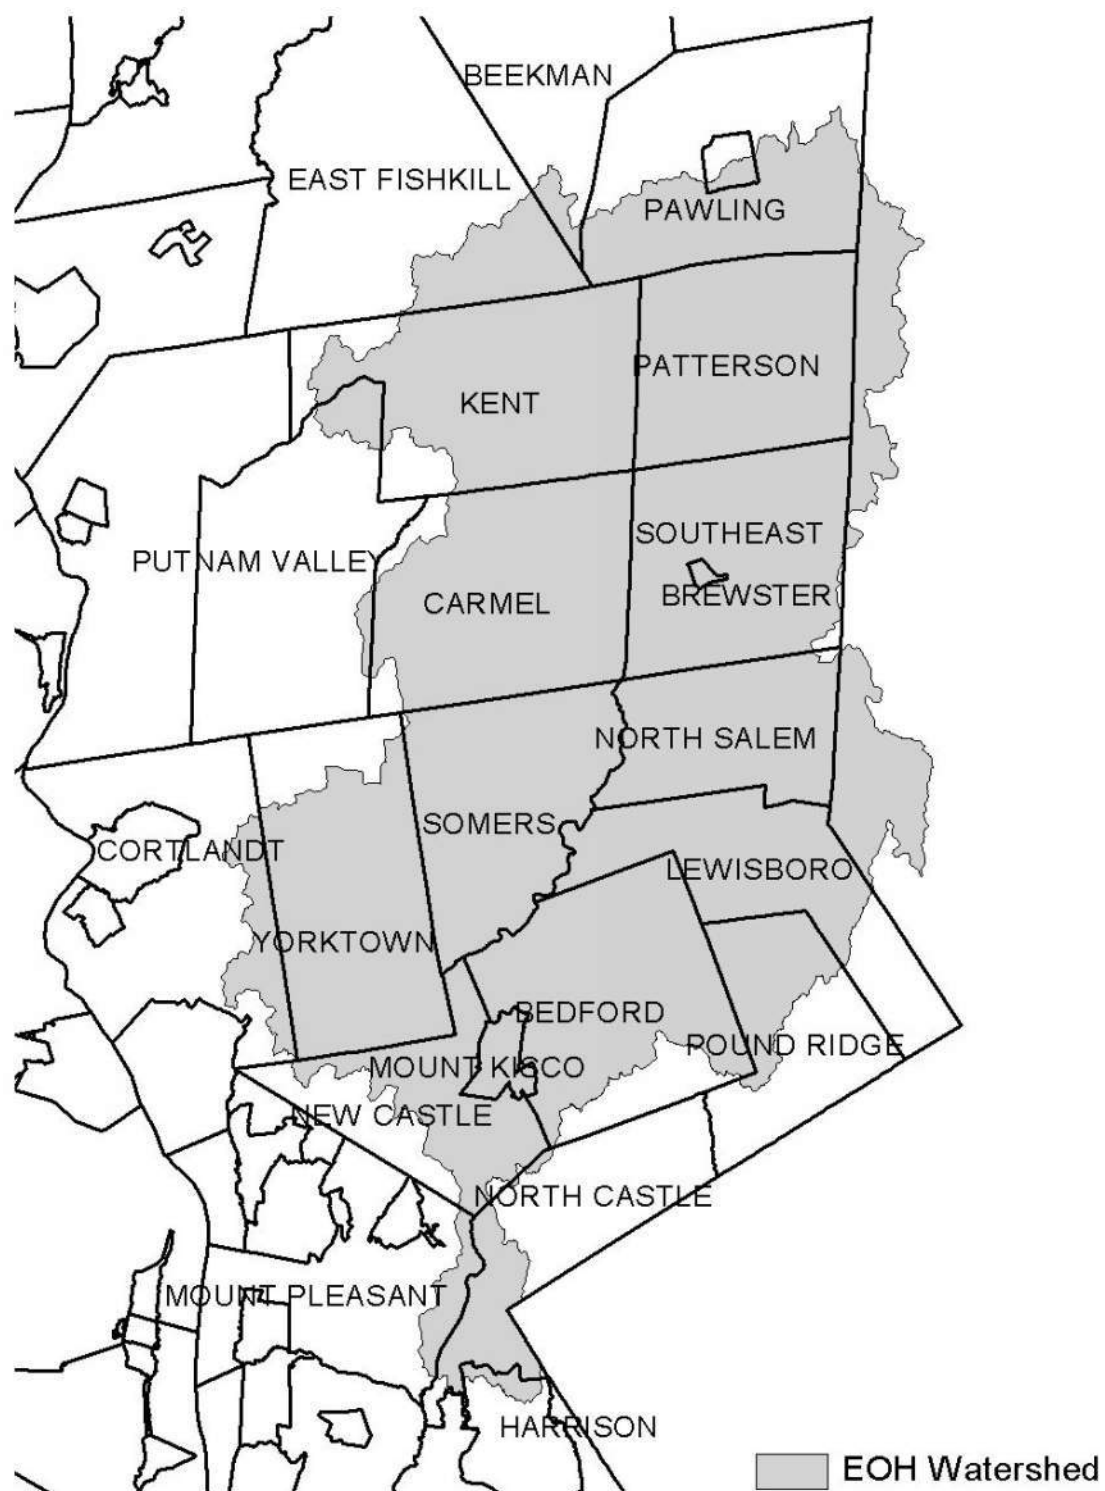 BEEKMAN
EAST FISHKILL
PAWLING
PATTERSON
KENT
SOUTHEAST
PUTNAM VALLEY
BREWSTER
CARMEL
NORTH SALEM
SOMERS
CORTLANDT
LEWISBORO
YORKTOWN
BEDFORD
POUND RIDGE
MOUNT KISCO
NEW CASTLE
NORTH CASTLE
MOUNT PLEASANT
HARRISON
EOH Watershed